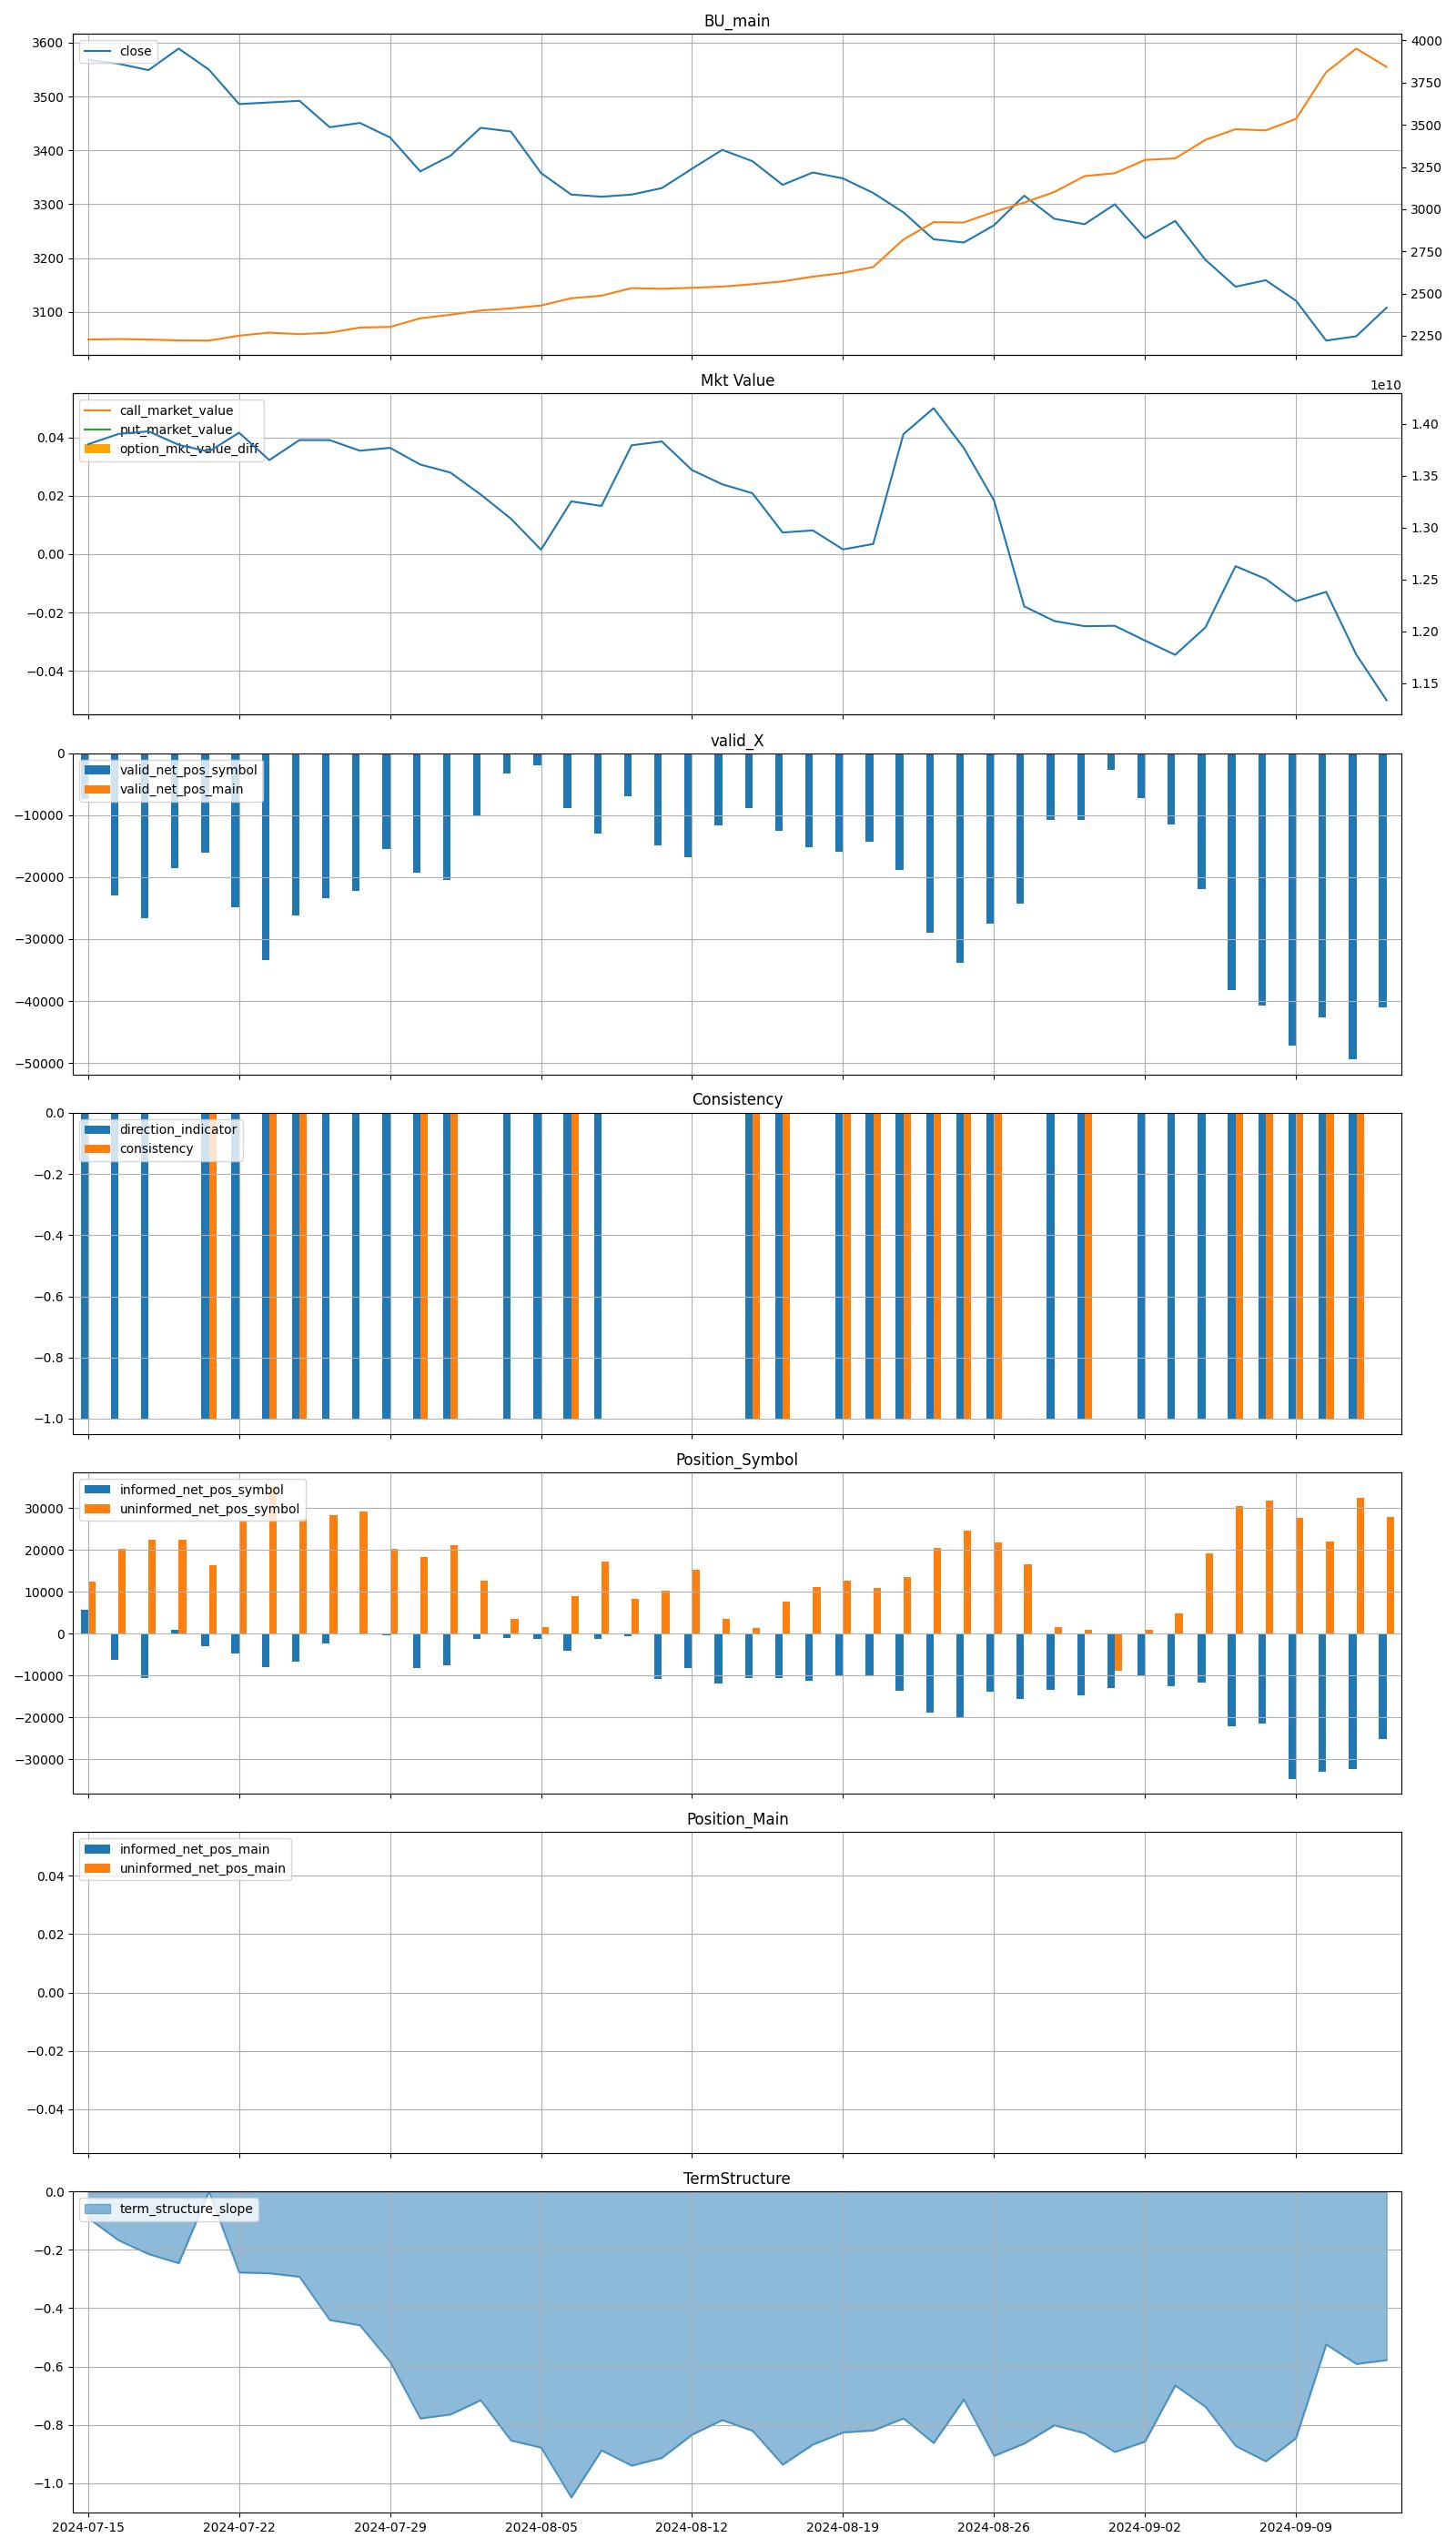 BU_main
close
3600
3500
3400
3300
3200
3100
4000
3750
3500
3250
3000
2750
2500
2250
Mkt Value
1e10
call_market_value
put_market_value
option_mkt_value_diff
0.04
0.02
0.00
−0.02
−0.04
1.40
1.35
1.30
1.25
1.20
1.15
valid_X
valid_net_pos_symbol
valid_net_pos_main
0
−10000
−20000
−30000
−40000
−50000
Consistency
direction_indicator
consistency
0.0
−0.2
−0.4
−0.6
−0.8
−1.0
Position_Symbol
informed_net_pos_symbol
uninformed_net_pos_symbol
30000
20000
10000
0
−10000
−20000
−30000
Position_Main
informed_net_pos_main
uninformed_net_pos_main
0.04
0.02
0.00
−0.02
−0.04
TermStructure
term_structure_slope
0.0
−0.2
−0.4
−0.6
−0.8
−1.0
2024-07-15 2024-07-22 2024-07-29 2024-08-05 2024-08-12 2024-08-19 2024-08-26 2024-09-02 2024-09-09